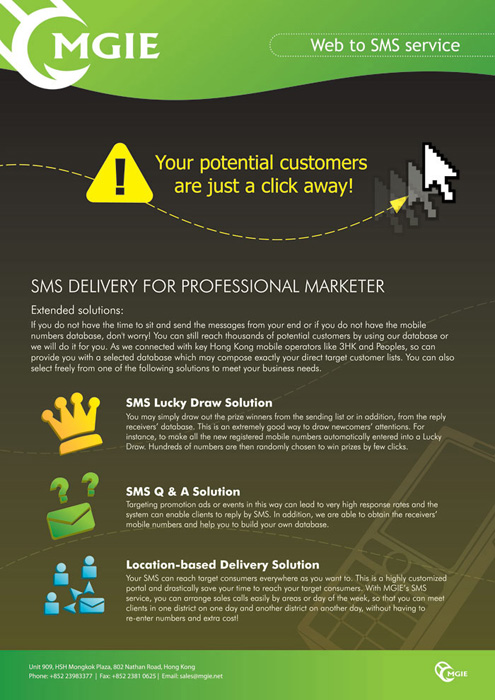 MGIE
Web to SMS service
!
Your potential customers
are just a click away!
SMS DELIVERY FOR PROFESSIONAL MARKETER
Extended solutions:
If you do not have the time to sit and send the messages from your end or if you do not have the mobile
numbers database, don't worry! You can still reach thousands of potential customers by using our database or
we will do it for you. As we connected with key Hong Kong mobile operators like 3HK and Peoples, so can
provide you with a selected database which may compose exactly your direct target customer lists. You can also
select freely from one of the following solutions to meet your business needs.
SMS Lucky Draw Solution
You may simply draw out the prize winners from the sending list or in addition, from the reply
receivers' database. This is an extremely good way to draw newcomers' attentions. For
instance, to make all the new registered mobile numbers automatically entered into a Lucky
Draw. Hundreds of numbers are then randomly chosen to win prizes by few clicks.
? ?
SMS Q & A Solution
Targeting promotion ads or events in this way can lead to very high response rates and the
system can enable clients to reply by SMS. In addition, we are able to obtain the receivers'
mobile numbers and help you to build your own database.
Location-based Delivery Solution
Your SMS can reach target consumers everywhere as you want to. This is a highly customized
portal and drastically save your time to reach your target consumers. With MGIE's SMS
service, you can arrange sales calls easily by areas or day of the week, so that you can meet
clients in one district on one day and another district on another day, without having to
re-enter numbers and extra cost!
Unit 909, HSH Mongkok Plaza, 802 Nathan Road, Hong Kong
Phone: +852 23983377 | Fax: +852 2381 0625 | Email: sales@mgie.net
MGIE